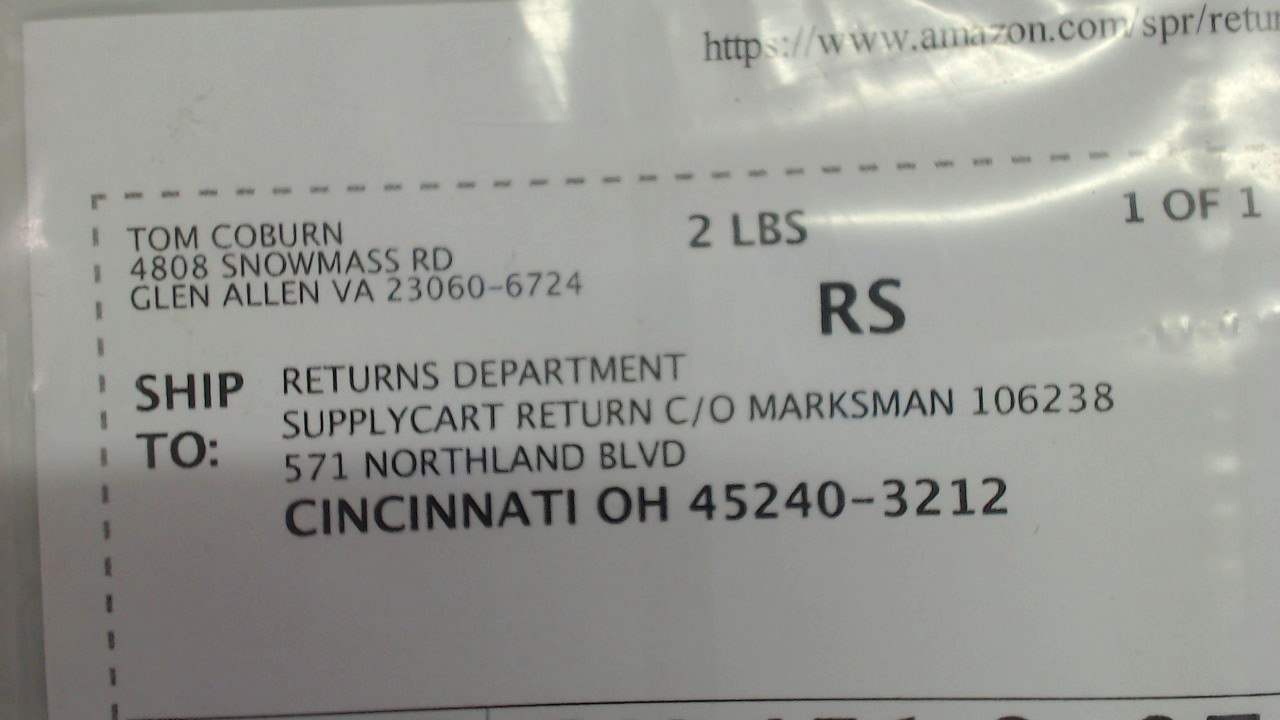 https://www.amazon.com/spr/retur
TOM COBURN
4808 SNOWMASS RD
GLEN ALLEN VA 23060-6724
2 LBS
1 OF 1
RS
SHIP TO:
RETURNS DEPARTMENT
SUPPLYCART RETURN C/O MARKSMAN 106238
571 NORTHLAND BLVD
CINCINNATI OH 45240-3212